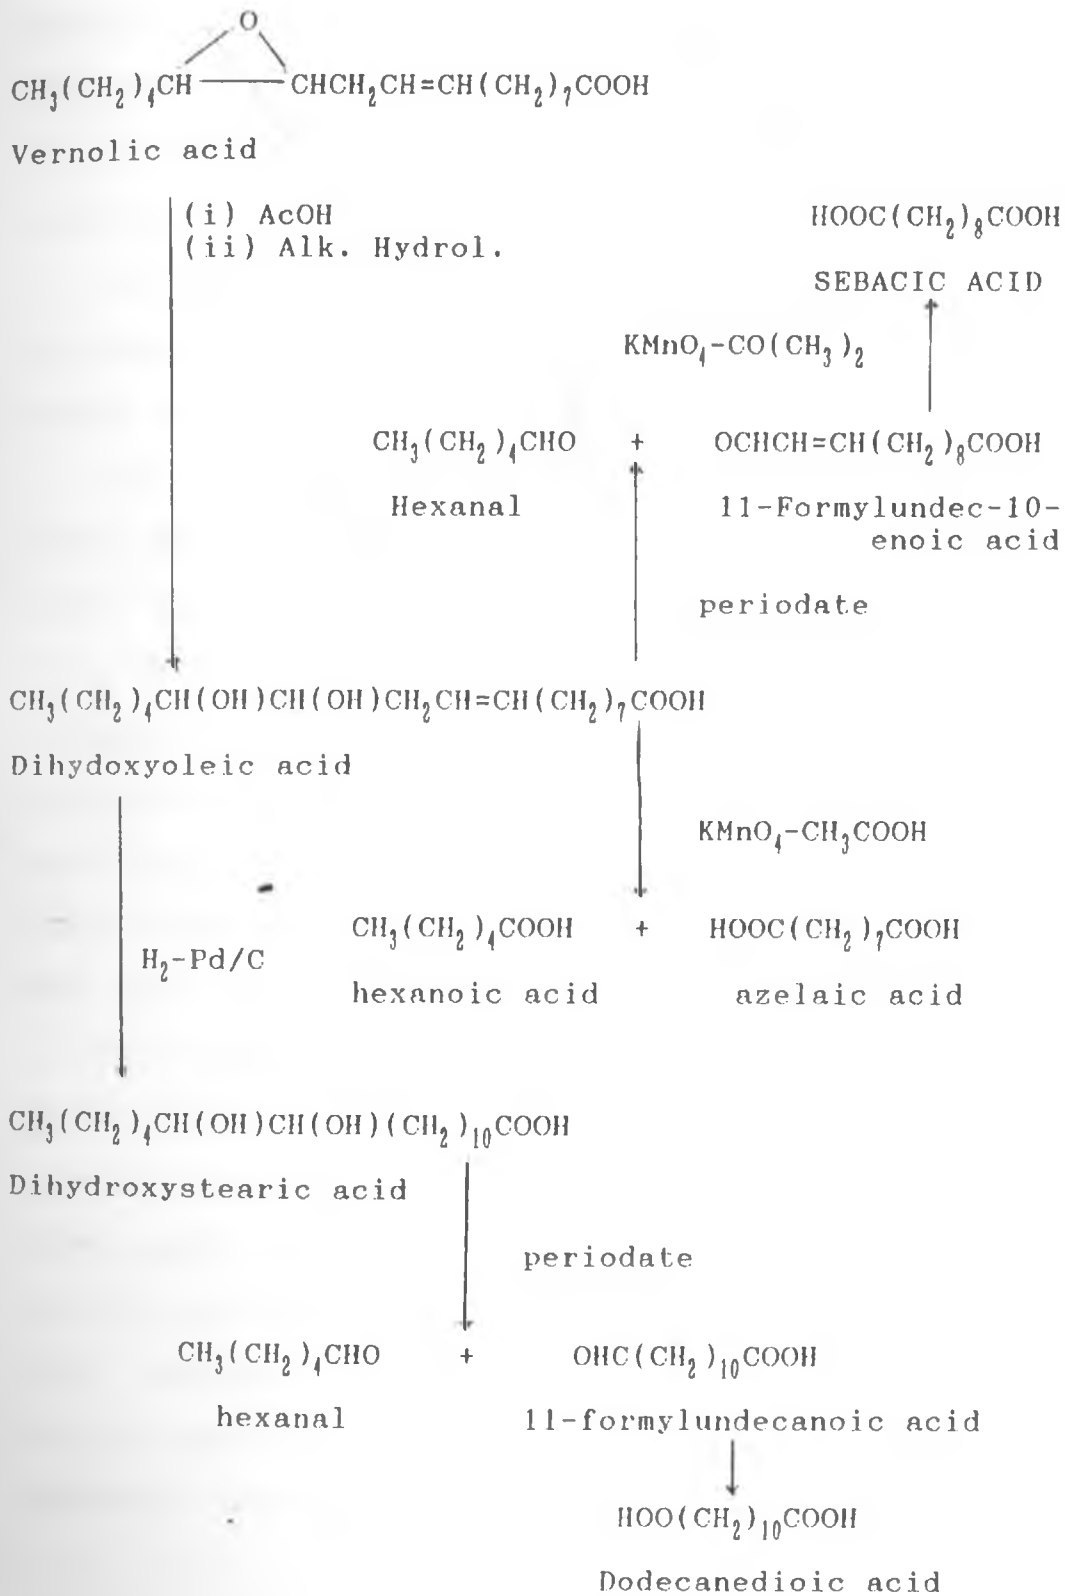 O
CH₃(CH₂)₄CH CHCH₂CH=CH(CH₂)₇COOH
Vernolic acid
(i) AcOH
(ii) Alk. Hydrol.
HOOC(CH₂)₈COOH
SEBACIC ACID
KMnO₄-CO(CH₃)₂
CH₃(CH₂)₄CHO + OCHCH=CH(CH₂)₈COOH
Hexanal 11-Formylundec-10-
enoic acid
periodate
CH₃(CH₂)₄CH(OH)CH(OH)CH₂CH=CH(CH₂)₇COOH
Dihydoxyoleic acid
KMnO₄-CH₃COOH
CH₃(CH₂)₄COOH + HOOC(CH₂)₇COOH
H₂-Pd/C
hexanoic acid azelaic acid
CH₃(CH₂)₄CH(OH)CH(OH)(CH₂)₁₀COOH
Dihydroxystearic acid
periodate
CH₃(CH₂)₄CHO + OHC(CH₂)₁₀COOH
hexanal 11-formylundecanoic acid
HOO(CH₂)₁₀COOH
Dodecanedioic acid